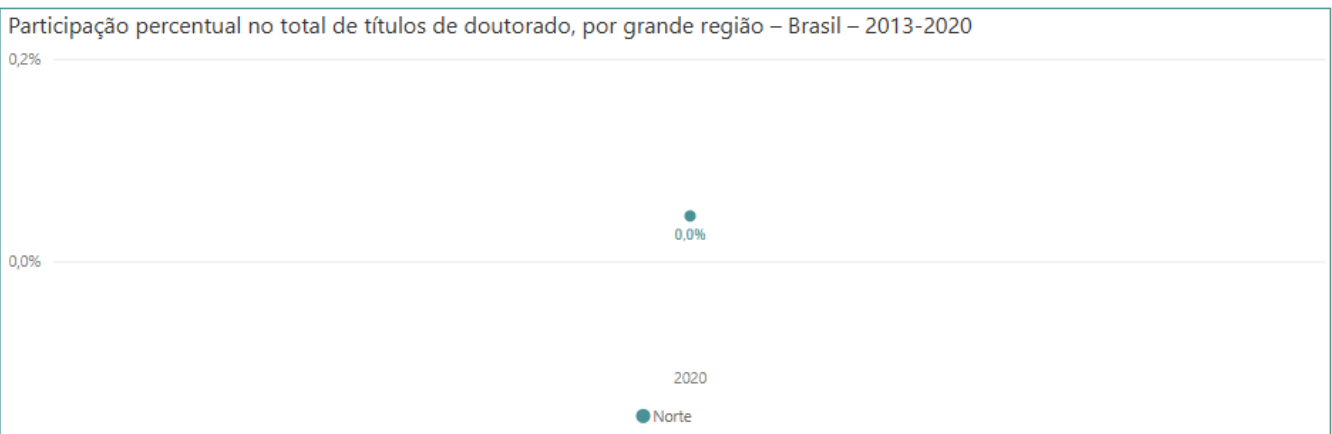 Participação percentual no total de títulos de doutorado, por grande região – Brasil – 2013-2020
0,2%
0,0%
0,0%
2020
Norte